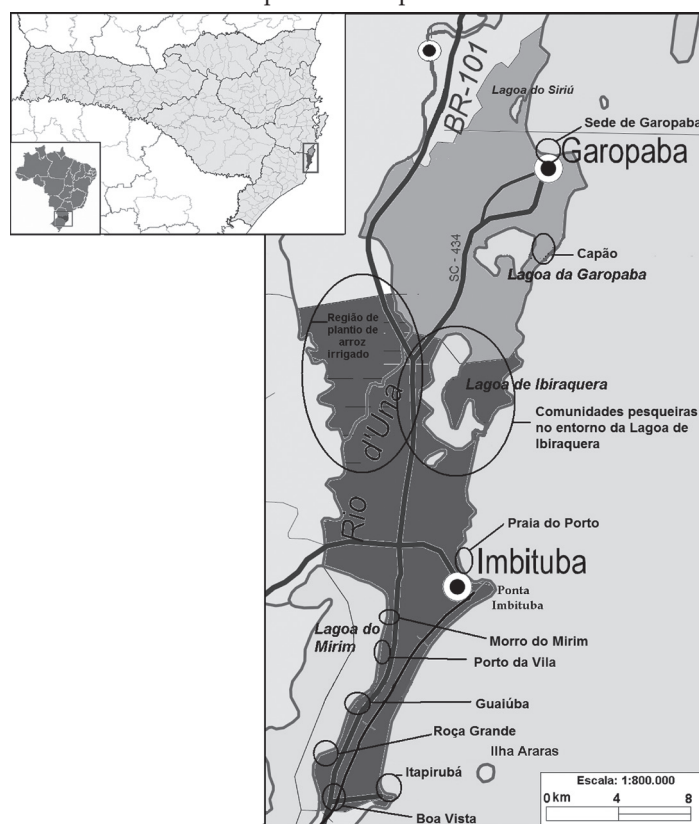 BR-101
Lagoa do Siriú
Sede de Garopaba
Garopaba
SC - 434
Capão
Lagoa da Garopaba
Região de
plantio de
arroz
irrigado
Lagoa de Ibiraquera
Comunidades pesqueiras
no entorno da Lagoa de
Ibiraquera
Rio d'Una
Praia do Porto
Imbituba
Ponta
Imbituba
Lagoa do
Mirim
Morro do Mirim
Porto da Vila
Guaiúba
Roça Grande
Ilha Araras
Itapirubá
Boa Vista
Escala: 1:800.000
0 km 4 8